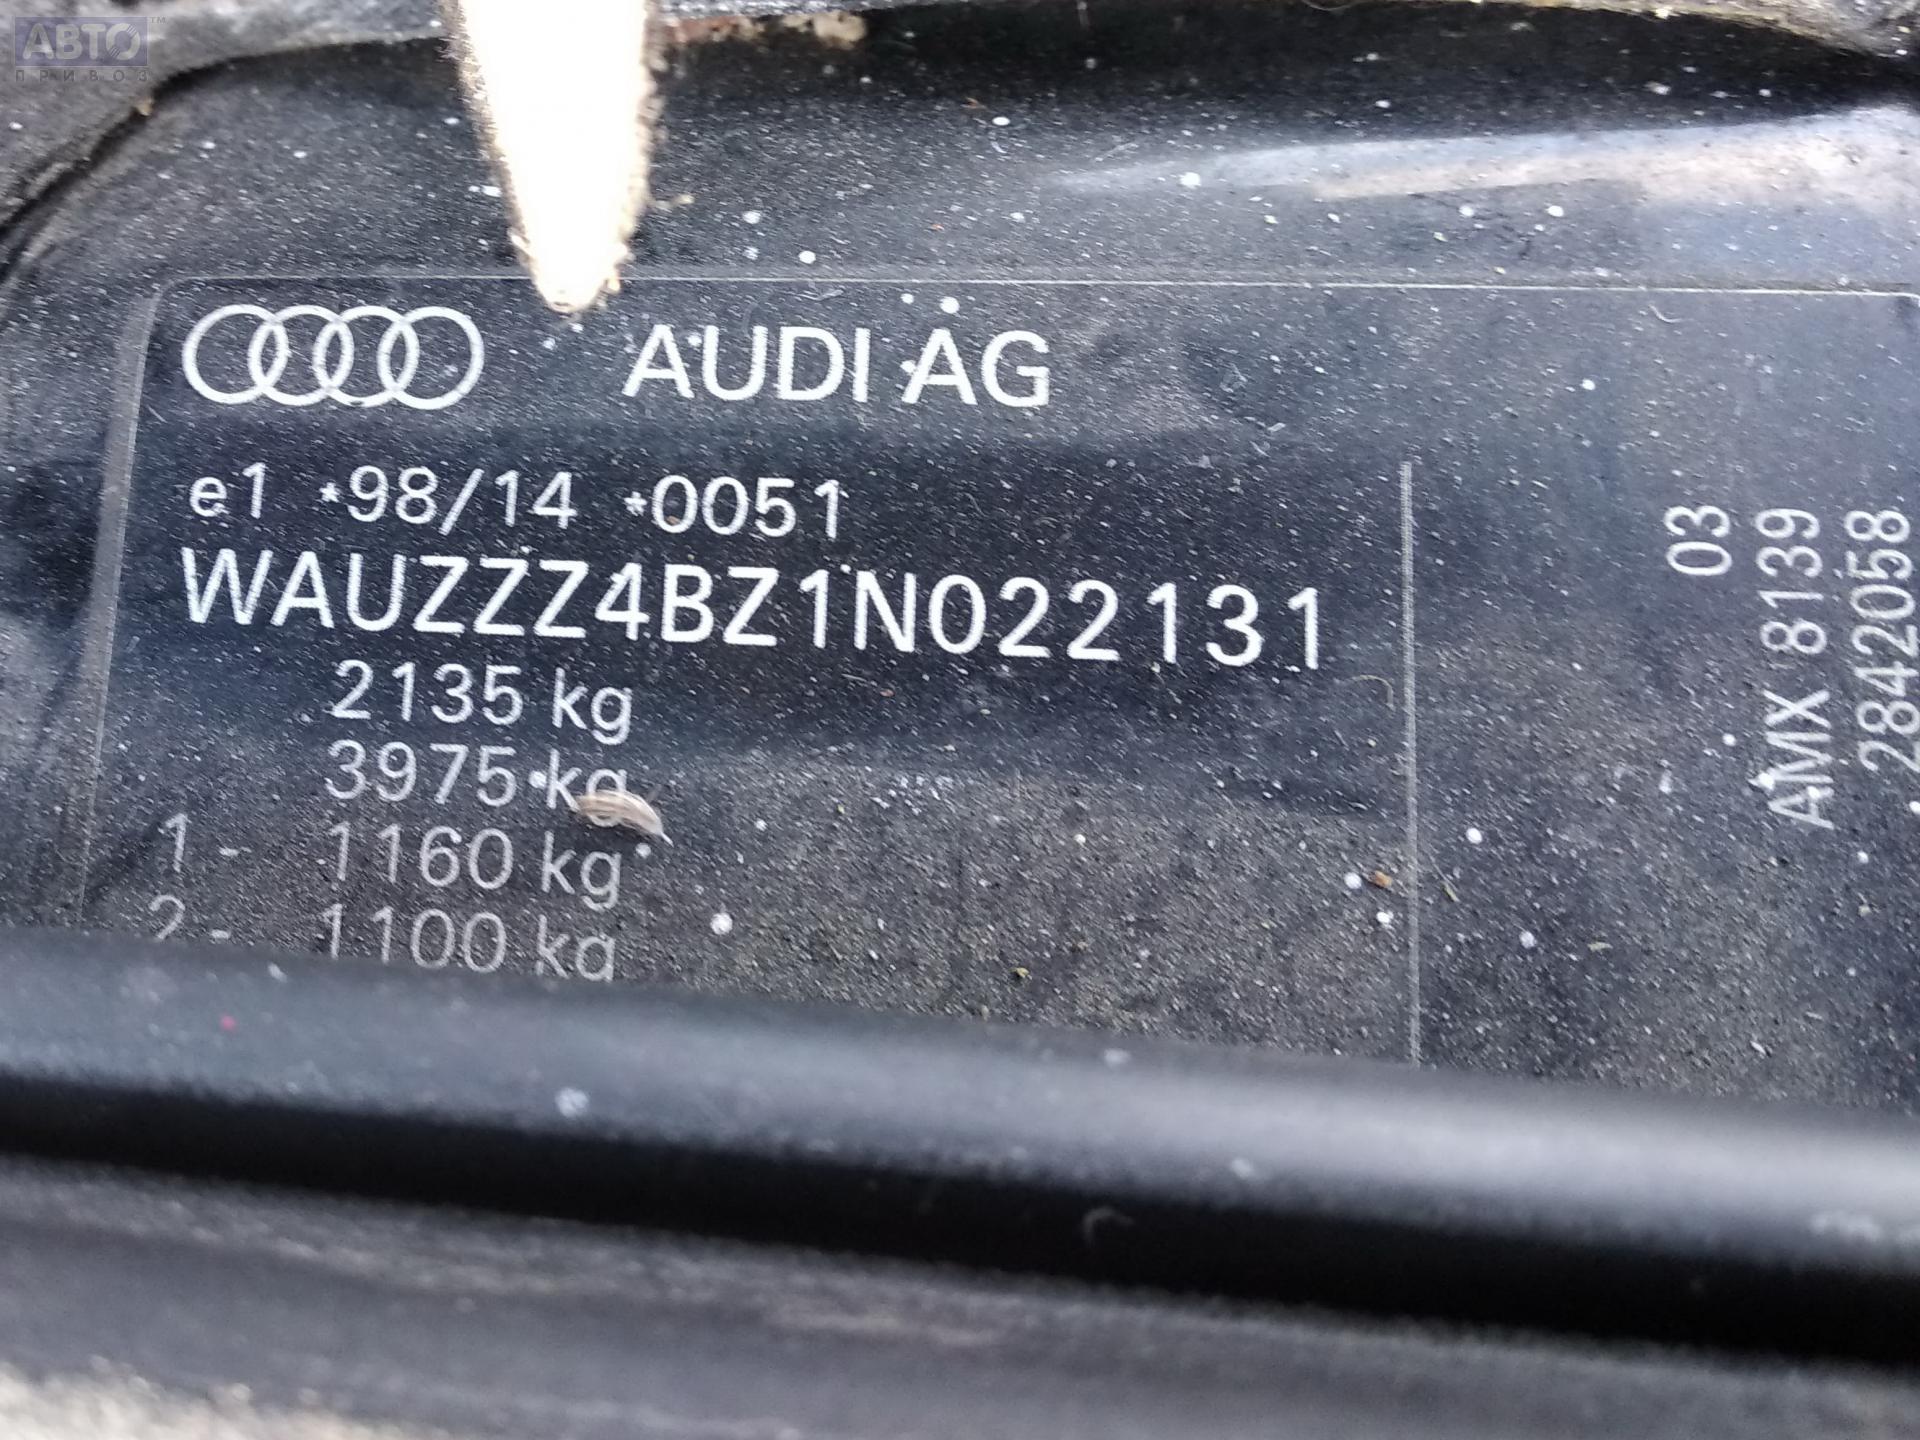 АВТО™
ПРИВОЗ
AUDI AG
e1 *98/14 *0051
WAUZZZ4BZ1N022131
2135 kg
3975 kg
1- 1160 kg
2- 1100 kg
03
AMX 8139
2842058